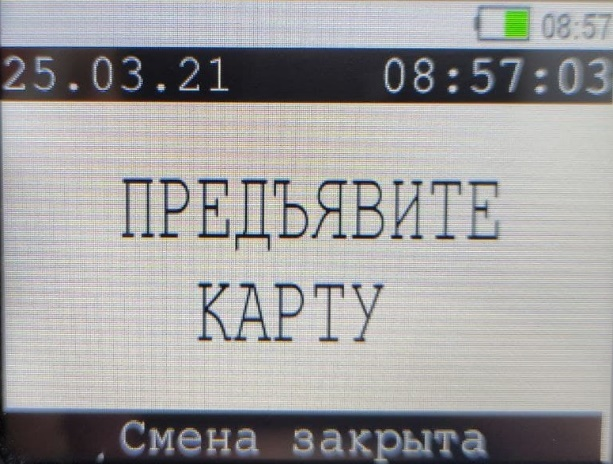 08:57
25.03.21 08:57:03
ПРЕДЪЯВИТЕ
КАРТУ
Смена закрыта